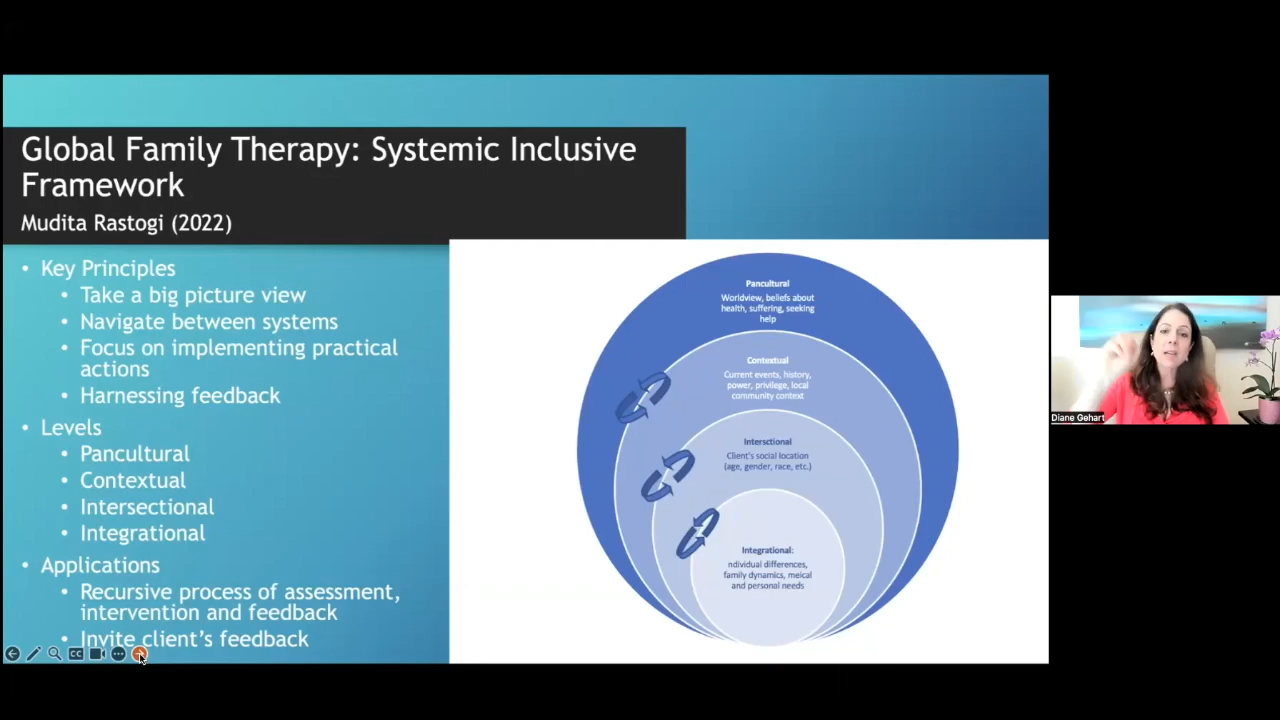 Global Family Therapy: Systemic Inclusive
Framework
Mudita Rastogi (2022)
• Key Principles
• Take a big picture view
• Navigate between systems
• Focus on implementing practical
actions
• Harnessing feedback
• Levels
• Pancultural
• Contextual
• Intersectional
• Integrational
• Applications
• Recursive process of assessment,
intervention and feedback
• Invite client's feedback
CC
Pancultural
Worldview, beliefs about
health, suffering, seeking
help
Contextual
Current events, history,
power, privilege, local
community context
Intersctional
Client's social location
(age, gender, race, etc.)
Integrational:
ndividual differences,
family dynamics, meical
and personal needs
Diane Gehart